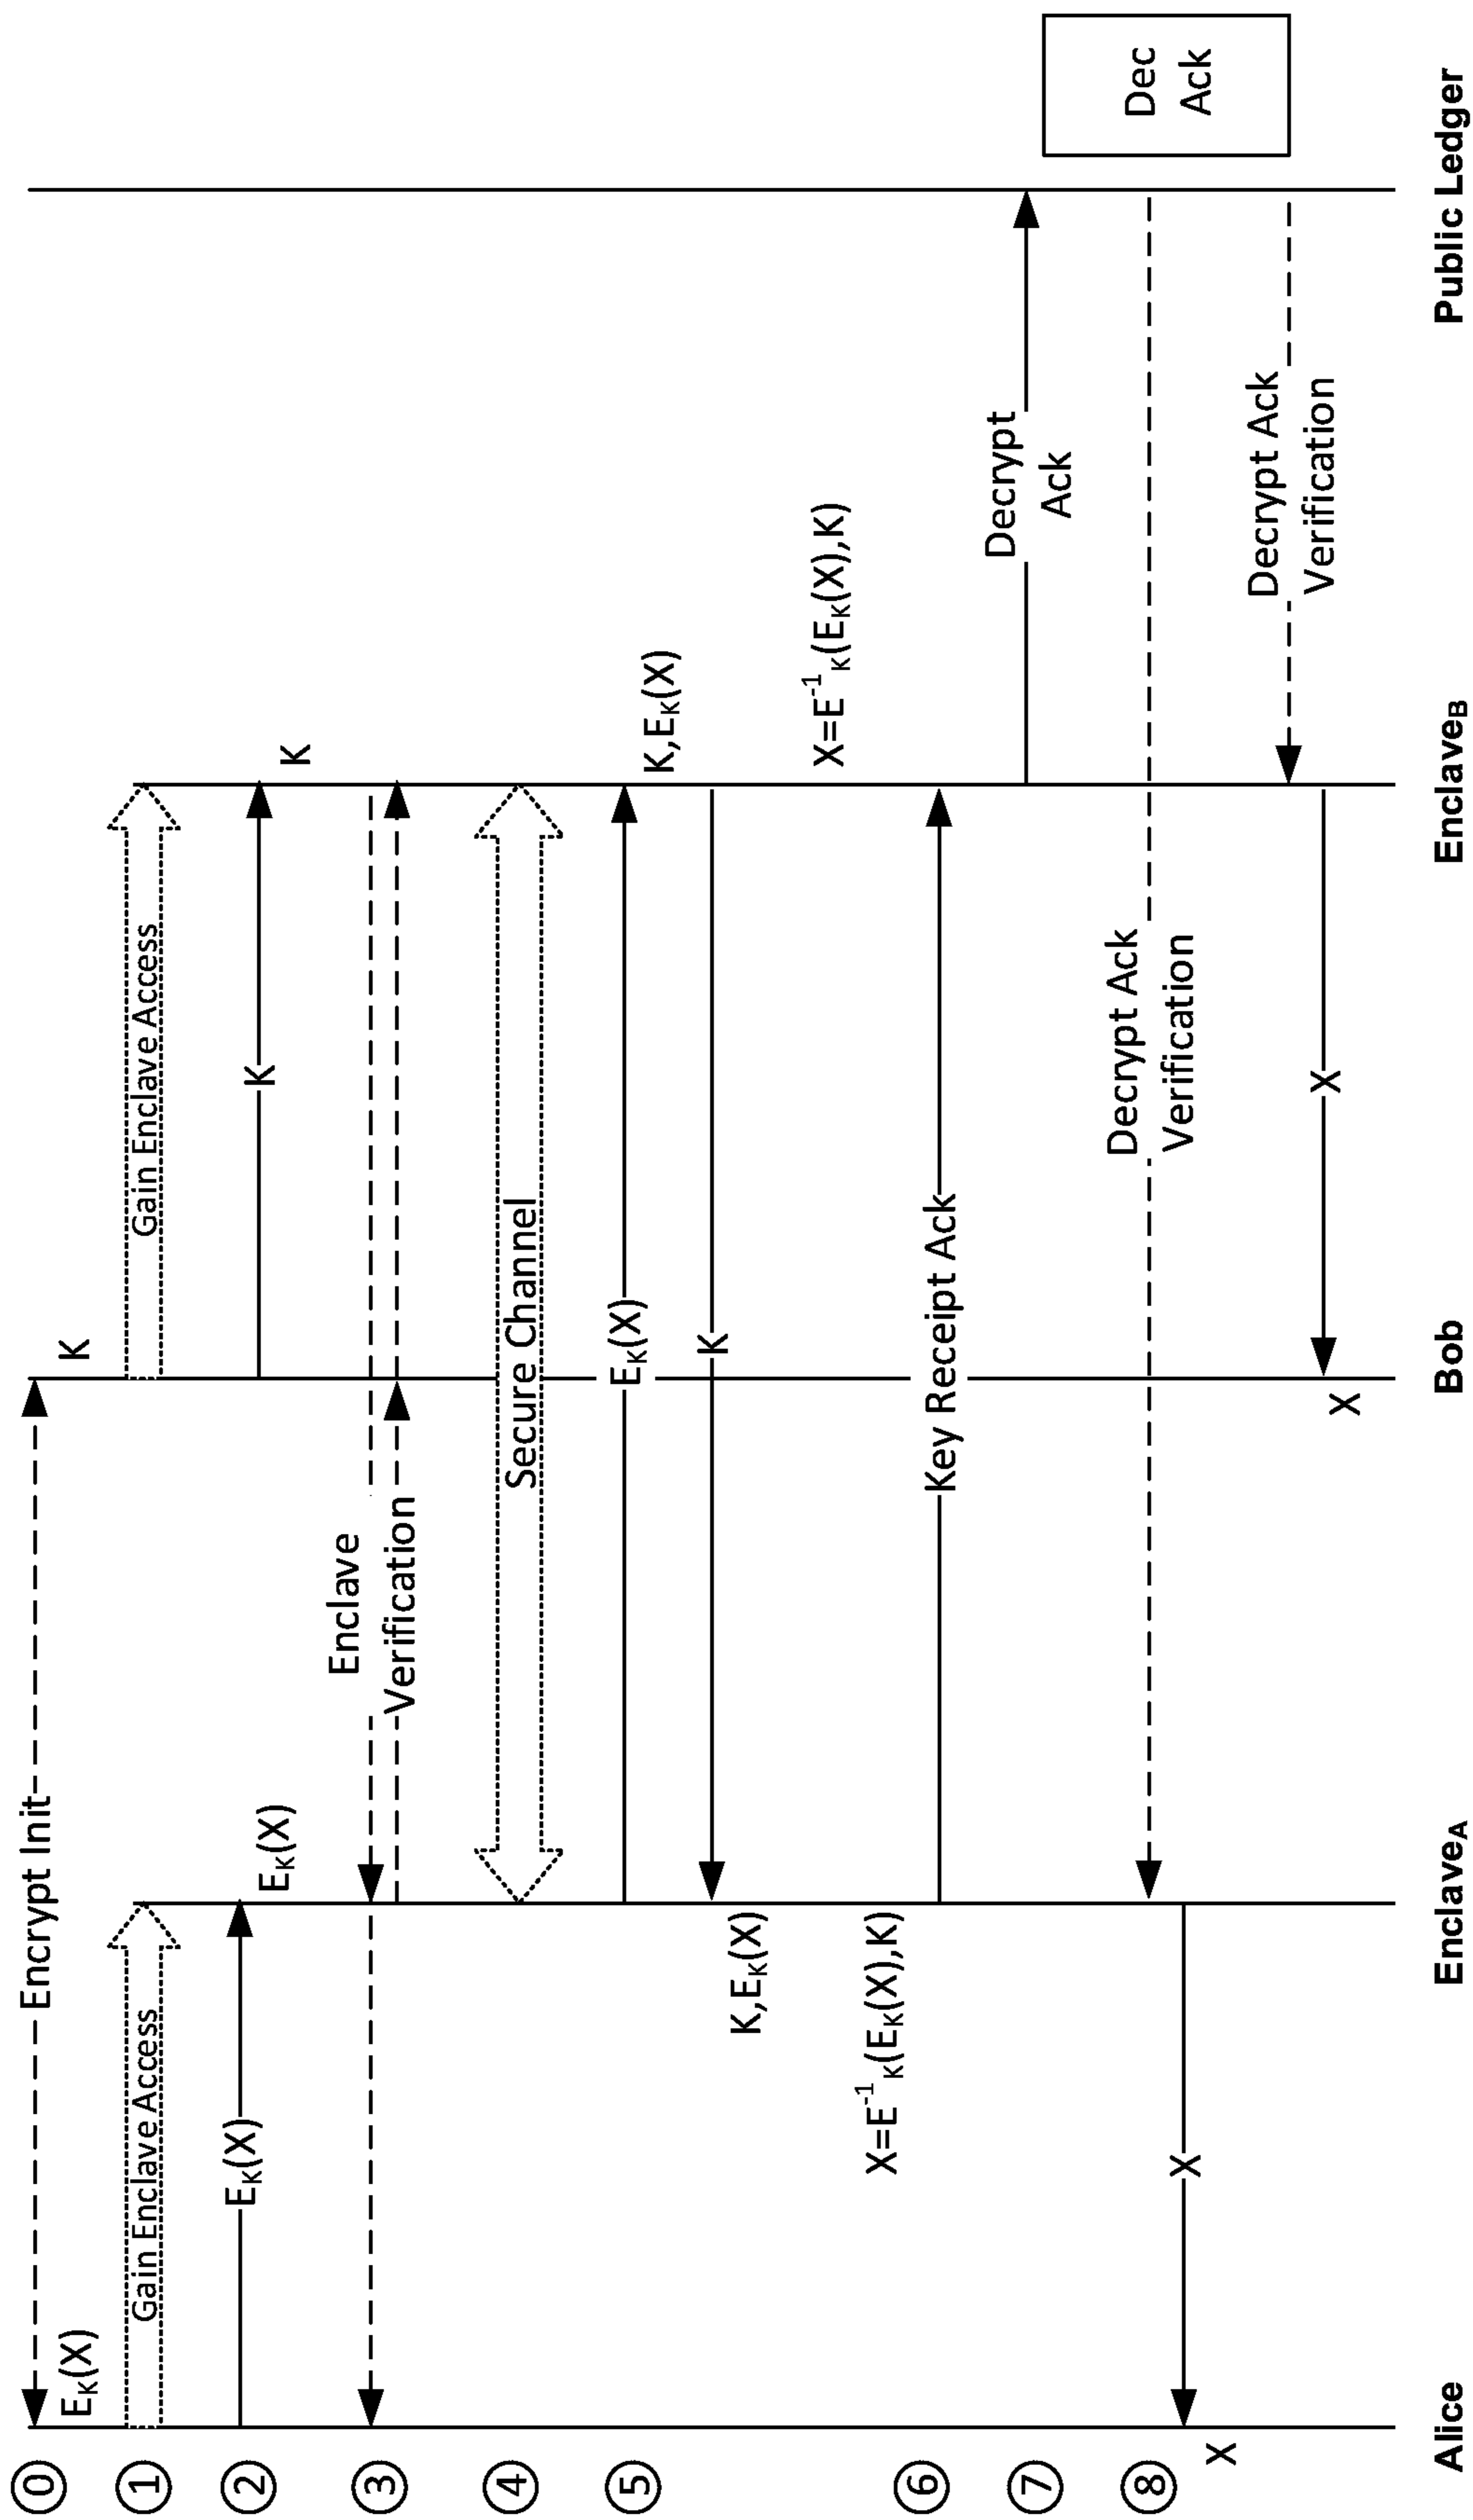 ⓪
Encrypt Init
E_K(X)
K
①
Gain Enclave Access
Gain Enclave Access
②
E_K(X)
K
E_K(X)
K
③
Enclave
Verification
④
Secure Channel
⑤
E_K(X)
K,E_K(X)
K
K,E_K(X)
X=E^-1_K(E_K(X),K)
X=E^-1_K(E_K(X),K)
⑥
Key Receipt Ack
⑦
Decrypt
Ack
Dec
Ack
⑧
Decrypt Ack
Verification
X
X
Decrypt Ack
Verification
X
X
Alice
Enclave_A
Bob
Enclave_B
Public Ledger